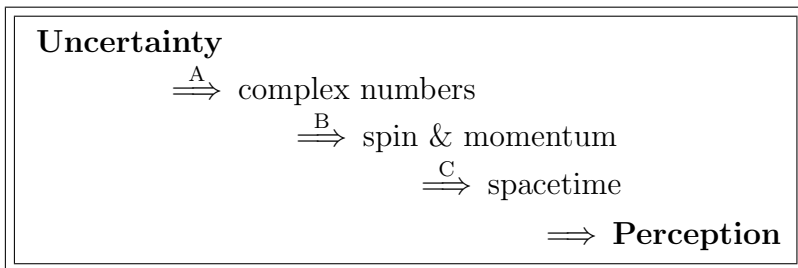 Uncertainty
A ⟹ complex numbers
B ⟹ spin & momentum
C ⟹ spacetime
⟹ Perception